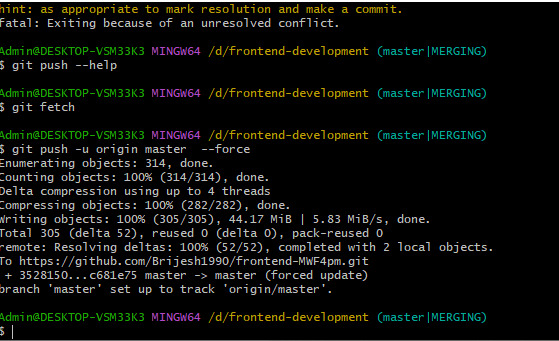 hint: as appropriate to mark resolution and make a commit.
fatal: Exiting because of an unresolved conflict.
Admin@DESKTOP-VSM33K3 MINGW64 /d/frontend-development (master|MERGING)
$ git push --help
Admin@DESKTOP-VSM33K3 MINGW64 /d/frontend-development (master|MERGING)
$ git fetch
Admin@DESKTOP-VSM33K3 MINGW64 /d/frontend-development (master|MERGING)
$ git push -u origin master  --force
Enumerating objects: 314, done.
Counting objects: 100% (314/314), done.
Delta compression using up to 4 threads
Compressing objects: 100% (282/282), done.
Writing objects: 100% (305/305), 44.17 MiB | 5.83 MiB/s, done.
Total 305 (delta 52), reused 0 (delta 0), pack-reused 0
remote: Resolving deltas: 100% (52/52), completed with 2 local objects.
To https://github.com/Brijesh1990/frontend-MWF4pm.git
 + 3528150...c681e75 master -> master (forced update)
branch 'master' set up to track 'origin/master'.
Admin@DESKTOP-VSM33K3 MINGW64 /d/frontend-development (master|MERGING)
$